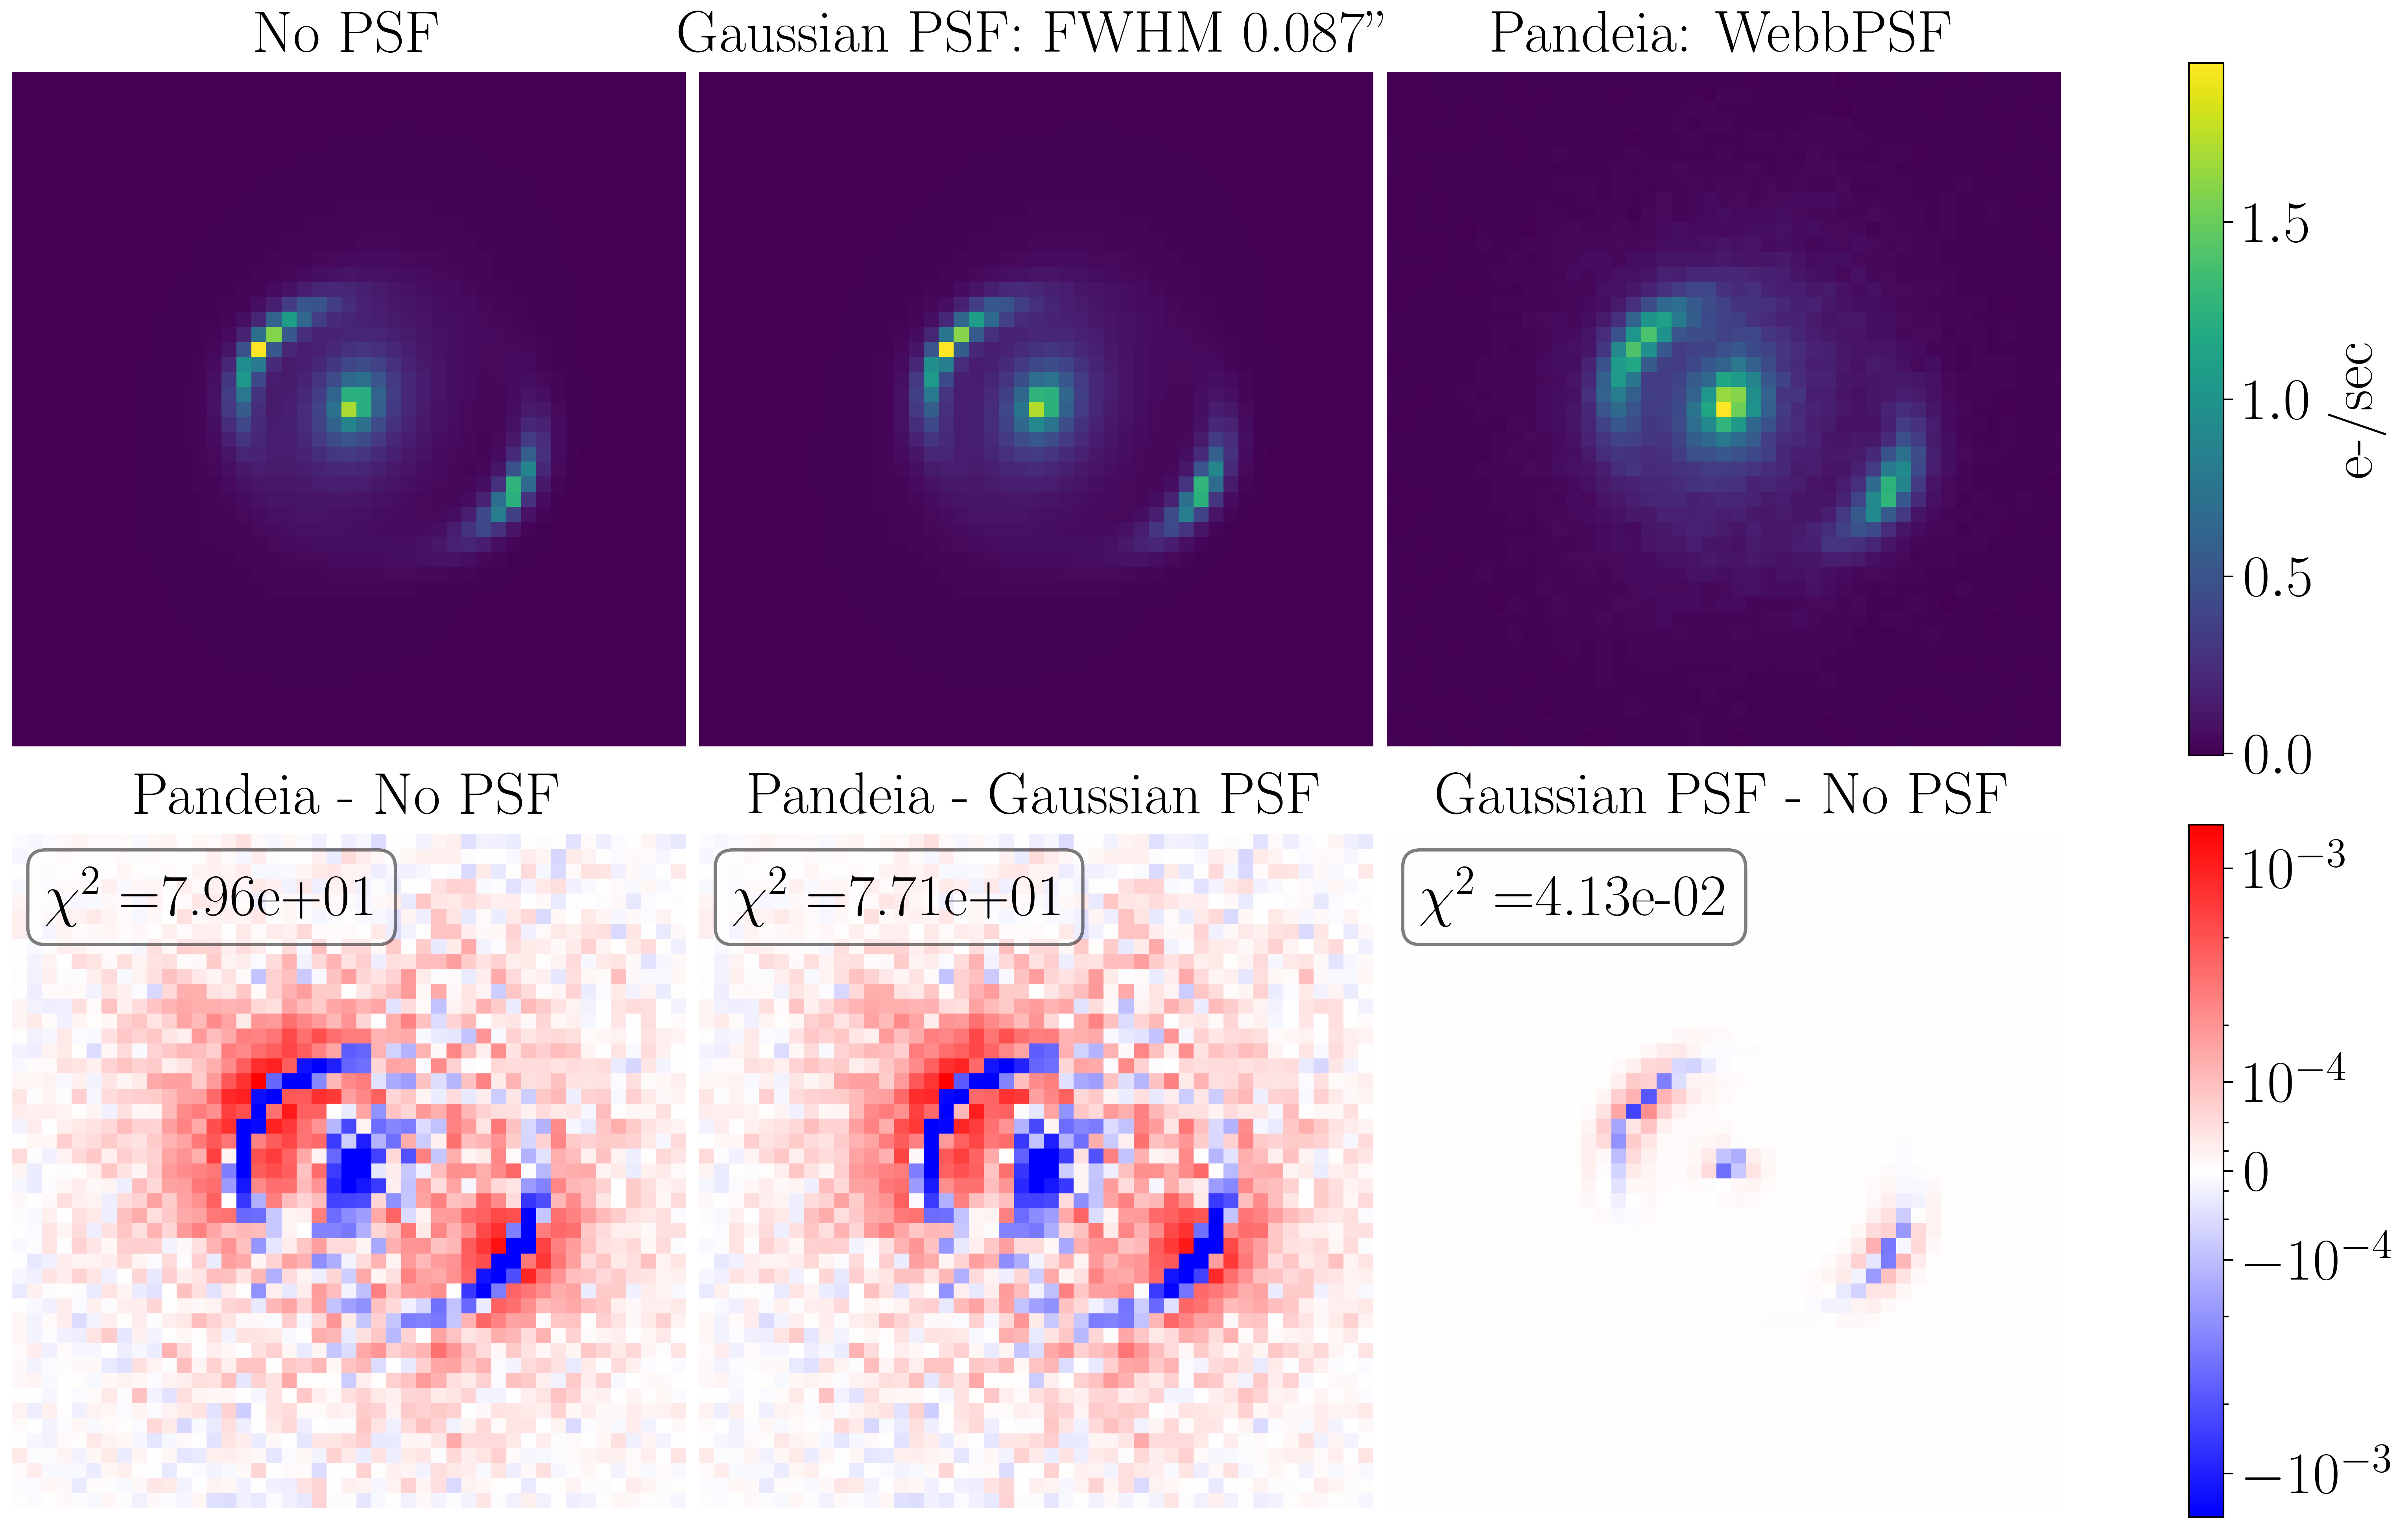 No PSF
Gaussian PSF: FWHM 0.087”
Pandeia: WebbPSF
1.5
1.0
0.5
0.0
e-/sec
Pandeia - No PSF
Pandeia - Gaussian PSF
Gaussian PSF - No PSF
χ² =7.96e+01
χ² =7.71e+01
χ² =4.13e-02
10⁻³
10⁻⁴
0
−10⁻⁴
−10⁻³